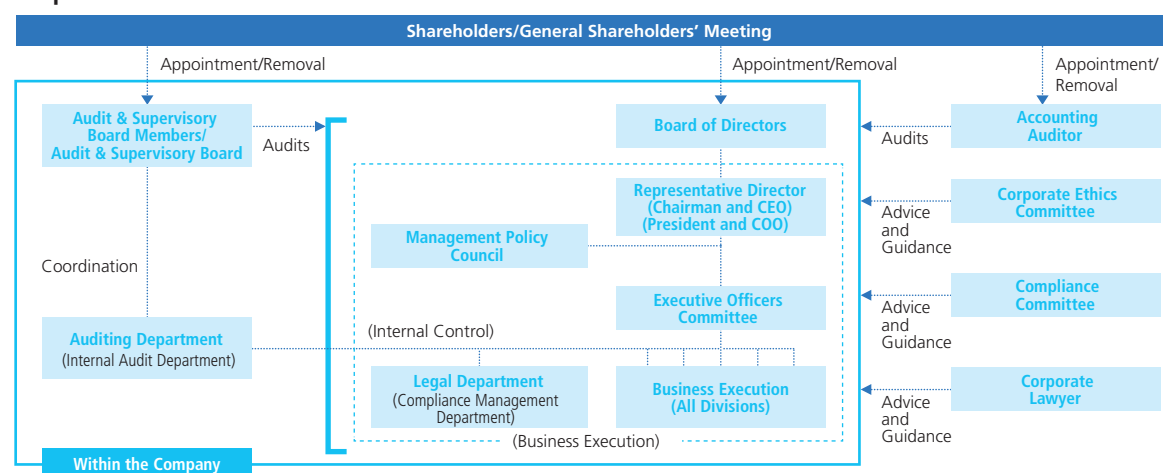 Shareholders/General Shareholders' Meeting
Appointment/Removal
Appointment/Removal
Appointment/
Removal
Audit & Supervisory
Board Members/
Audit & Supervisory Board
Audits
Board of Directors
Audits
Accounting
Auditor
Representative Director
(Chairman and CEO)
(President and COO)
Advice
and
Guidance
Corporate Ethics
Committee
Management Policy
Council
Coordination
Executive Officers
Committee
Advice
and
Guidance
Compliance
Committee
Auditing Department
(Internal Audit Department)
(Internal Control)
Legal Department
(Compliance Management
Department)
Business Execution
(All Divisions)
Advice
and
Guidance
Corporate
Lawyer
(Business Execution)
Within the Company